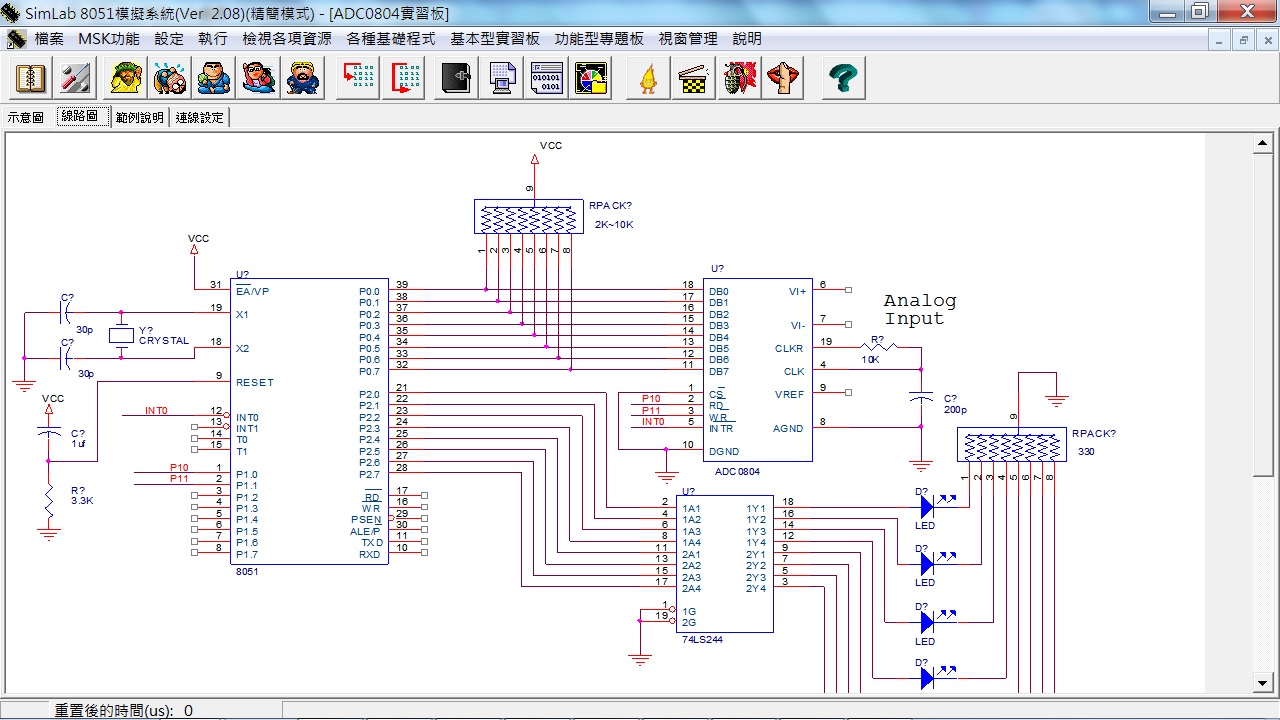 SimLab 8051模擬系統(Ver 2.08)(精簡模式) - [ADC0804實習板]
檔案 MSK功能 設定 執行 檢視各項資源 各種基礎程式 基本型實習板 功能型專題板 視窗管理 說明
示意圖 線路圖 範例說明 連線設定
VCC
9
RPACK?
2K~10K
1 2 3 4 5 6 7 8
VCC
U?
31 EA/VP
19 X1
18 X2
9 RESET
INT0 12 INT0
13 INT1
14 T0
15 T1
P10 1 P1.0
P11 2 P1.1
3 P1.2
4 P1.3
5 P1.4
6 P1.5
7 P1.6
8 P1.7
P0.0 39
P0.1 38
P0.2 37
P0.3 36
P0.4 35
P0.5 34
P0.6 33
P0.7 32
P2.0 21
P2.1 22
P2.2 23
P2.3 24
P2.4 25
P2.5 26
P2.6 27
P2.7 28
RD 17
WR 16
PSEN 29
ALE/P 30
TXD 11
RXD 10
8051
C?
30p
Y?
CRYSTAL
C?
30p
VCC
C?
1uf
R?
3.3K
U?
18 DB0
17 DB1
16 DB2
15 DB3
14 DB4
13 DB5
12 DB6
11 DB7
1 CS
P10 2 RD
P11 3 WR
INT0 5 INTR
10 DGND
VI+ 6
VI- 7
CLKR 19
CLK 4
VREF 9
AGND 8
ADC0804
Analog
Input
R?
10K
C?
200p
9
RPACK?
330
1 2 3 4 5 6 7 8
U?
2 1A1
4 1A2
6 1A3
8 1A4
11 2A1
13 2A2
15 2A3
17 2A4
1 1G
19 2G
1Y1 18
1Y2 16
1Y3 14
1Y4 12
2Y1 9
2Y2 7
2Y3 5
2Y4 3
74LS244
D?
LED
D?
LED
D?
LED
D?
重置後的時間(us): 0